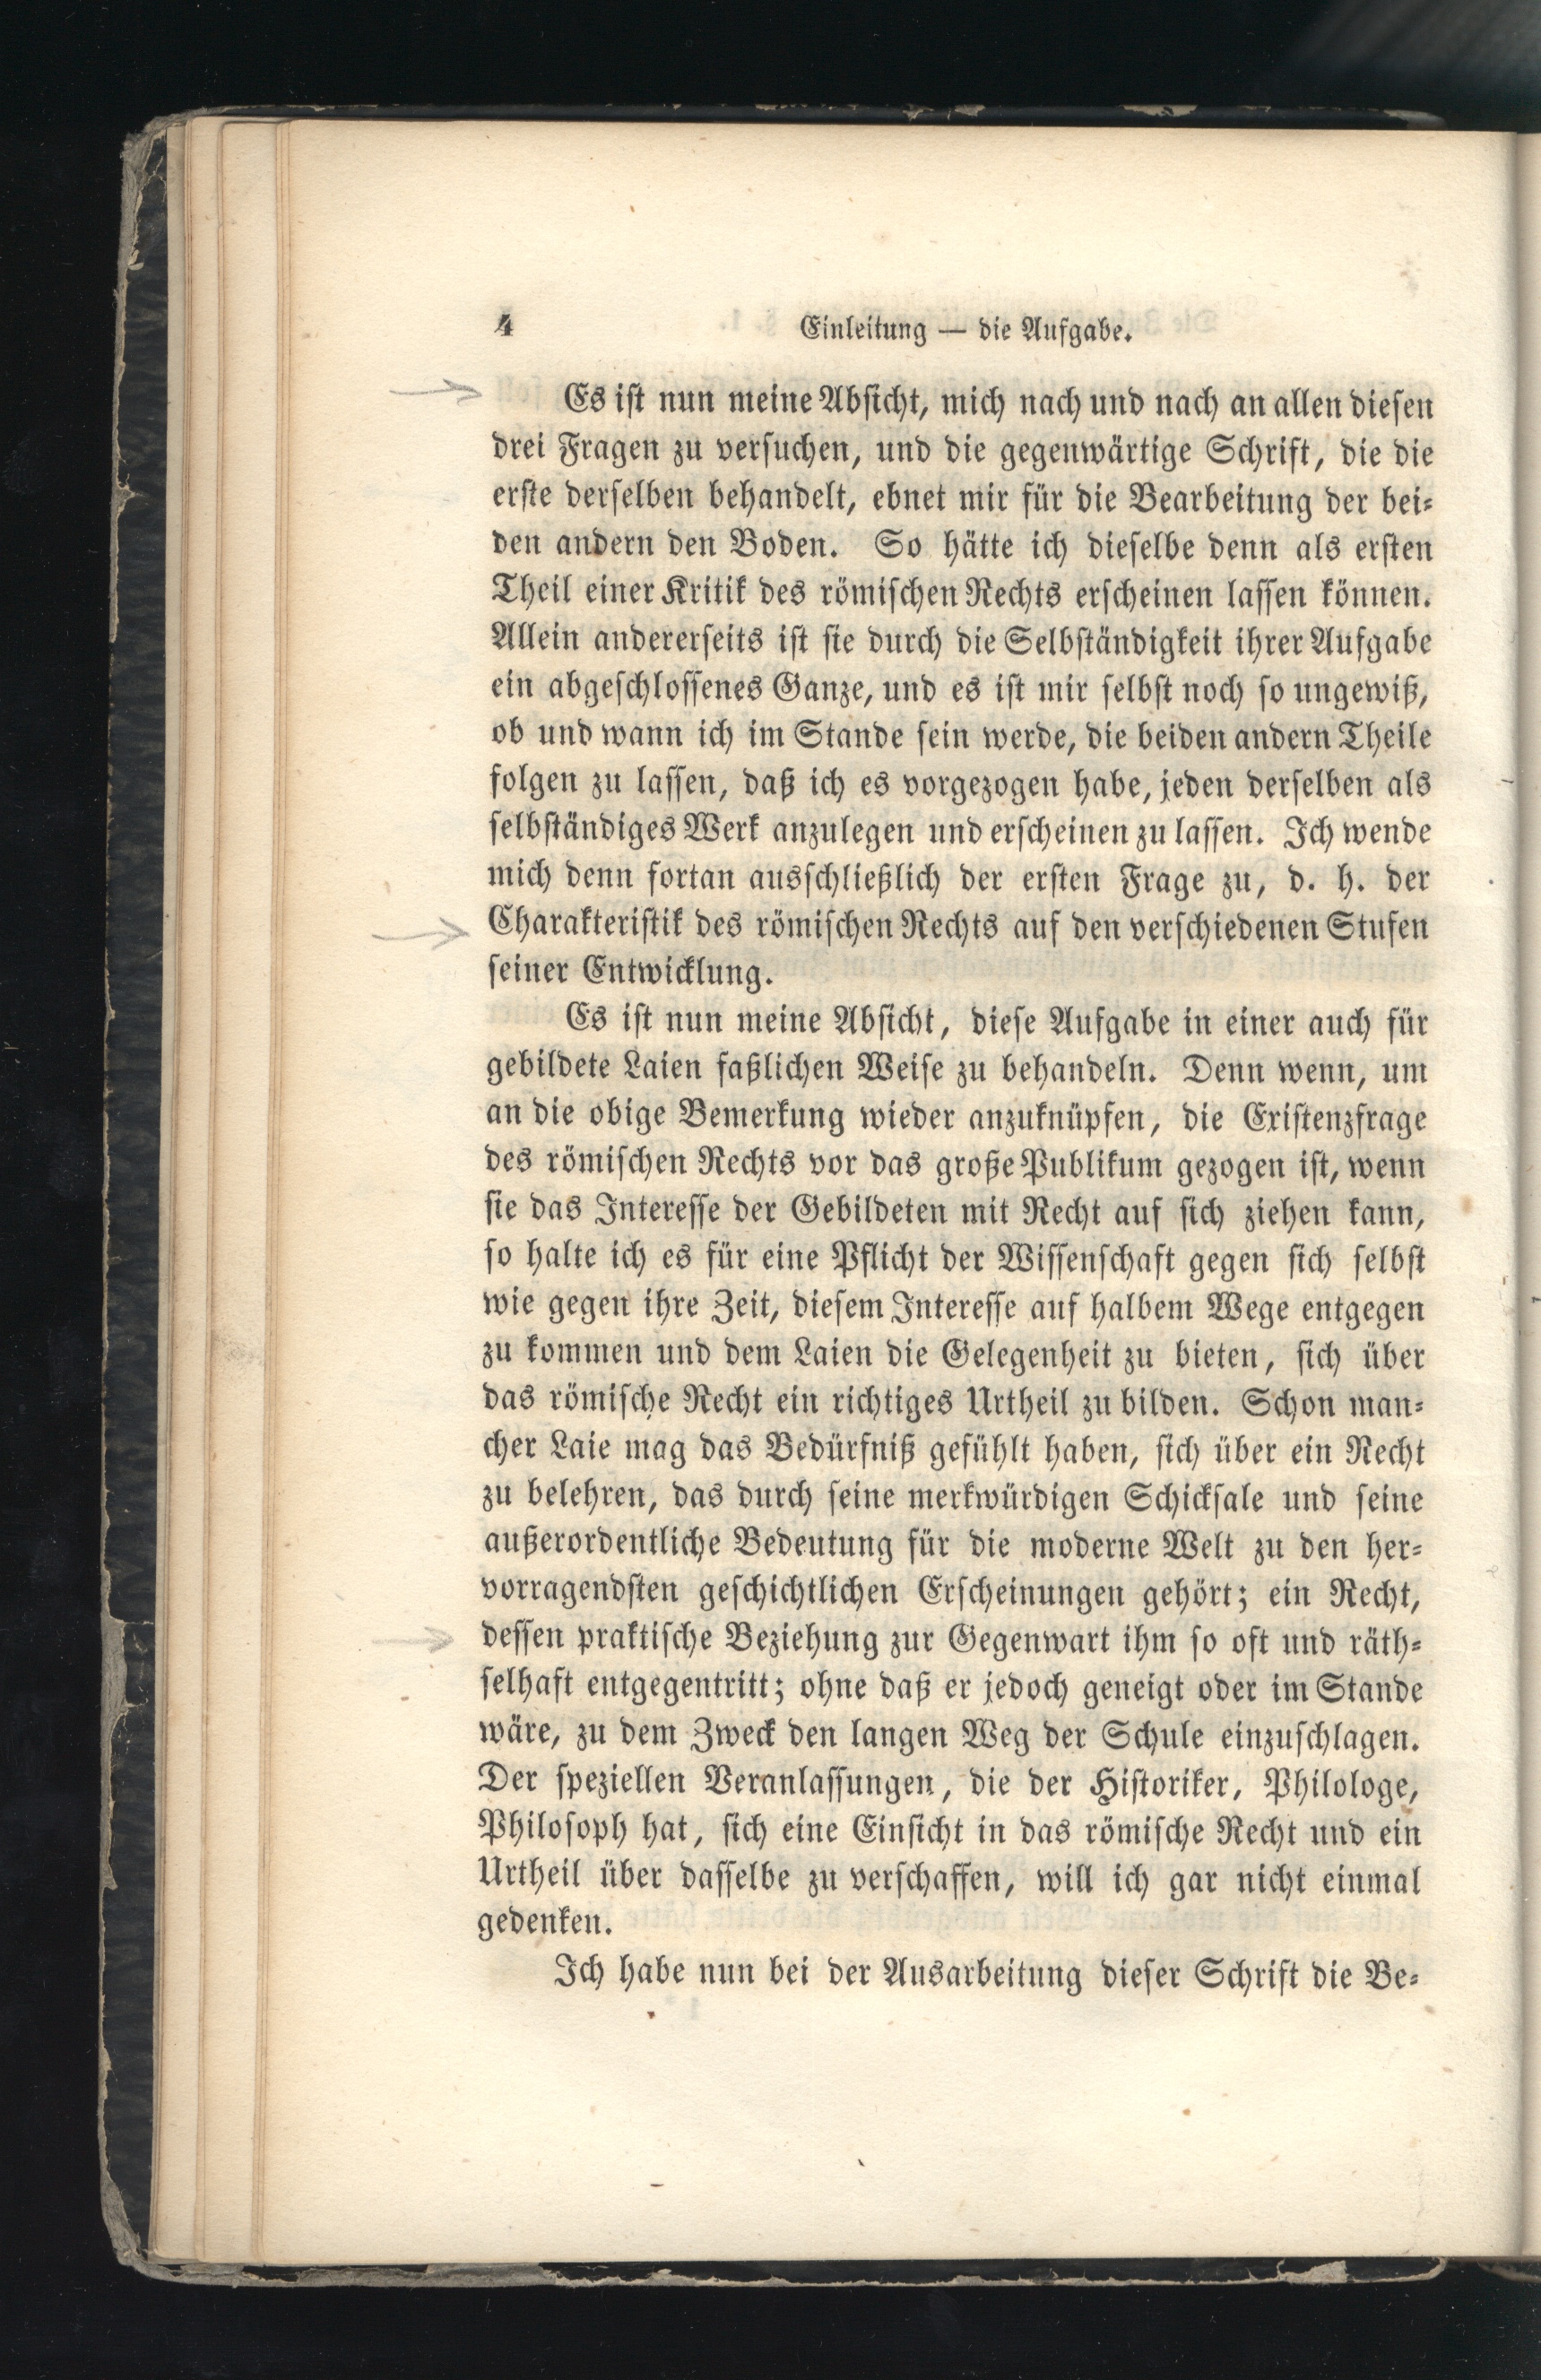 4
Einleitung — die Aufgabe.
Es ist nun meine Absicht, mich nach und nach an allen diesen
drei Fragen zu versuchen, und die gegenwärtige Schrift, die die
erste derselben behandelt, ebnet mir für die Bearbeitung der bei-
den andern den Boden. So hätte ich dieselbe denn als ersten
Theil einer Kritik des römischen Rechts erscheinen lassen können.
Allein andererseits ist sie durch die Selbständigkeit ihrer Aufgabe
ein abgeschlossenes Ganze, und es ist mir selbst noch so ungewiß,
ob und wann ich im Stande sein werde, die beiden andern Theile
folgen zu lassen, daß ich es vorgezogen habe, jeden derselben als
selbständiges Werk anzulegen und erscheinen zu lassen. Ich wende
mich denn fortan ausschließlich der ersten Frage zu, d. h. der
Charakteristik des römischen Rechts auf den verschiedenen Stufen
seiner Entwicklung.
Es ist nun meine Absicht, diese Aufgabe in einer auch für
gebildete Laien faßlichen Weise zu behandeln. Denn wenn, um
an die obige Bemerkung wieder anzuknüpfen, die Existenzfrage
des römischen Rechts vor das große Publikum gezogen ist, wenn
sie das Interesse der Gebildeten mit Recht auf sich ziehen kann,
so halte ich es für eine Pflicht der Wissenschaft gegen sich selbst
wie gegen ihre Zeit, diesem Interesse auf halbem Wege entgegen
zu kommen und dem Laien die Gelegenheit zu bieten, sich über
das römische Recht ein richtiges Urtheil zu bilden. Schon man-
cher Laie mag das Bedürfniß gefühlt haben, sich über ein Recht
zu belehren, das durch seine merkwürdigen Schicksale und seine
außerordentliche Bedeutung für die moderne Welt zu den her-
vorragendsten geschichtlichen Erscheinungen gehört; ein Recht,
dessen praktische Beziehung zur Gegenwart ihm so oft und räth-
selhaft entgegentritt; ohne daß er jedoch geneigt oder im Stande
wäre, zu dem Zweck den langen Weg der Schule einzuschlagen.
Der speziellen Veranlassungen, die der Historiker, Philologe,
Philosoph hat, sich eine Einsicht in das römische Recht und ein
Urtheil über dasselbe zu verschaffen, will ich gar nicht einmal
gedenken.
Ich habe nun bei der Ausarbeitung dieser Schrift die Be-